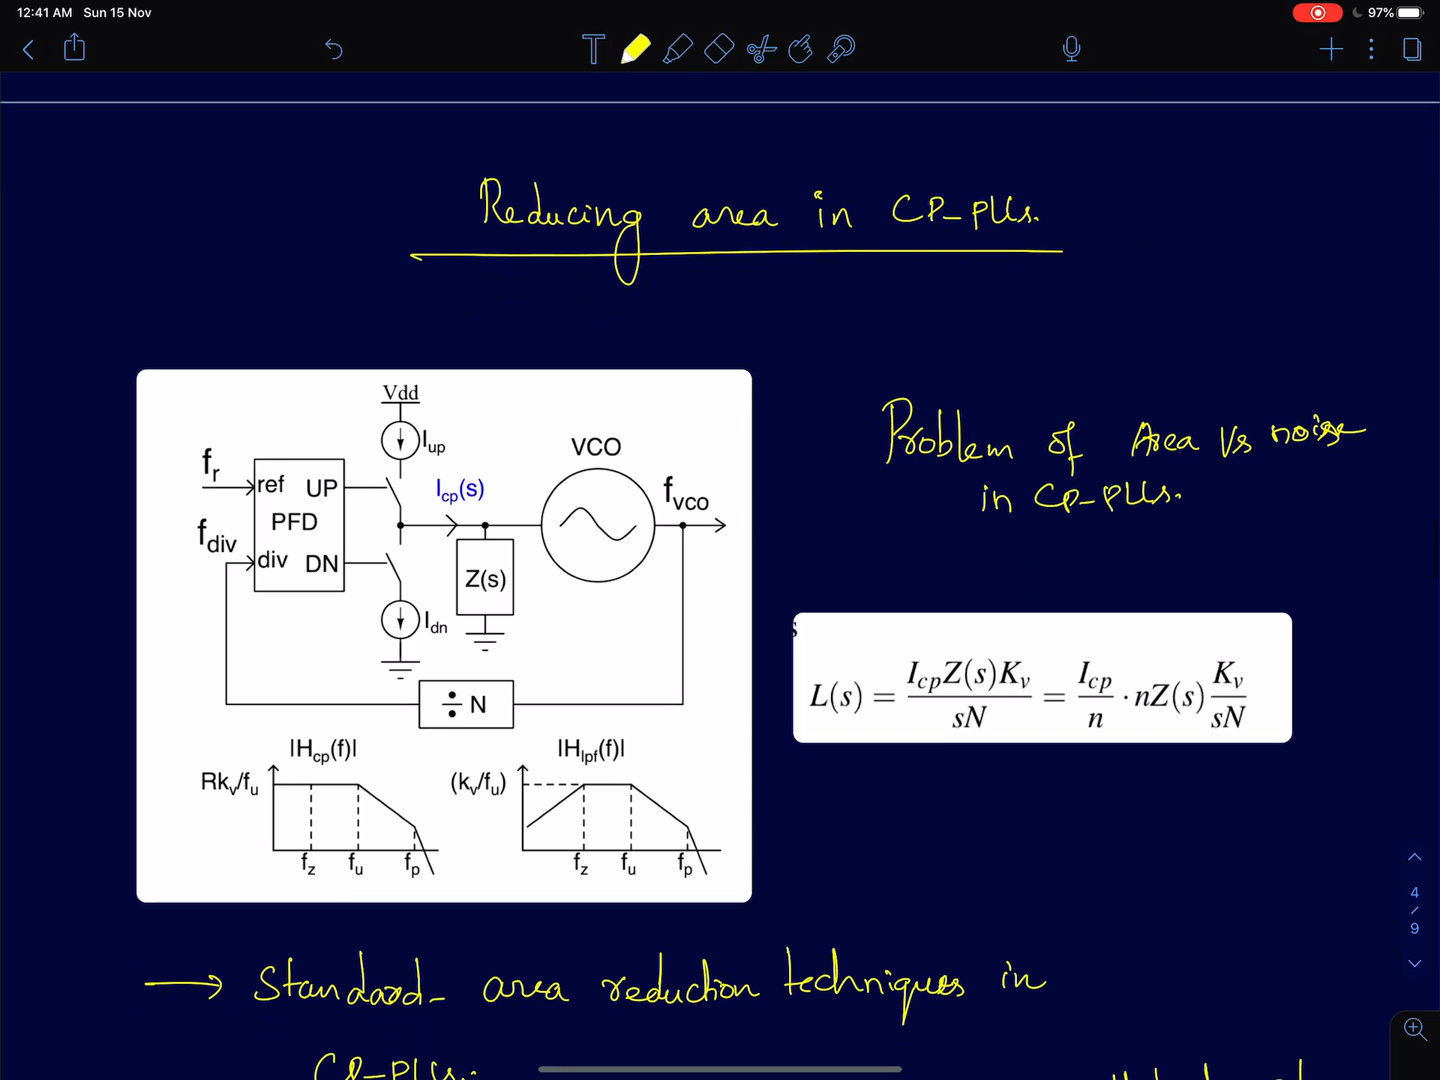 12:41 AM Sun 15 Nov
97%
Reducing area in CP-PLLs.
Vdd
Iup
VCO
fr
ref UP
Icp(s)
fvco
PFD
fdiv
div DN
Z(s)
Idn
÷ N
|Hcp(f)|
|Hlpf(f)|
Rkv/fu
(kv/fu)
fz fu fp
fz fu fp
Problem of Area Vs noise
in CP-PLLs.
L(s) = IcpZ(s)Kv / sN = Icp / n · nZ(s) Kv / sN
4
/
9
→ Standard- area reduction techniques in
CP-PLLs.